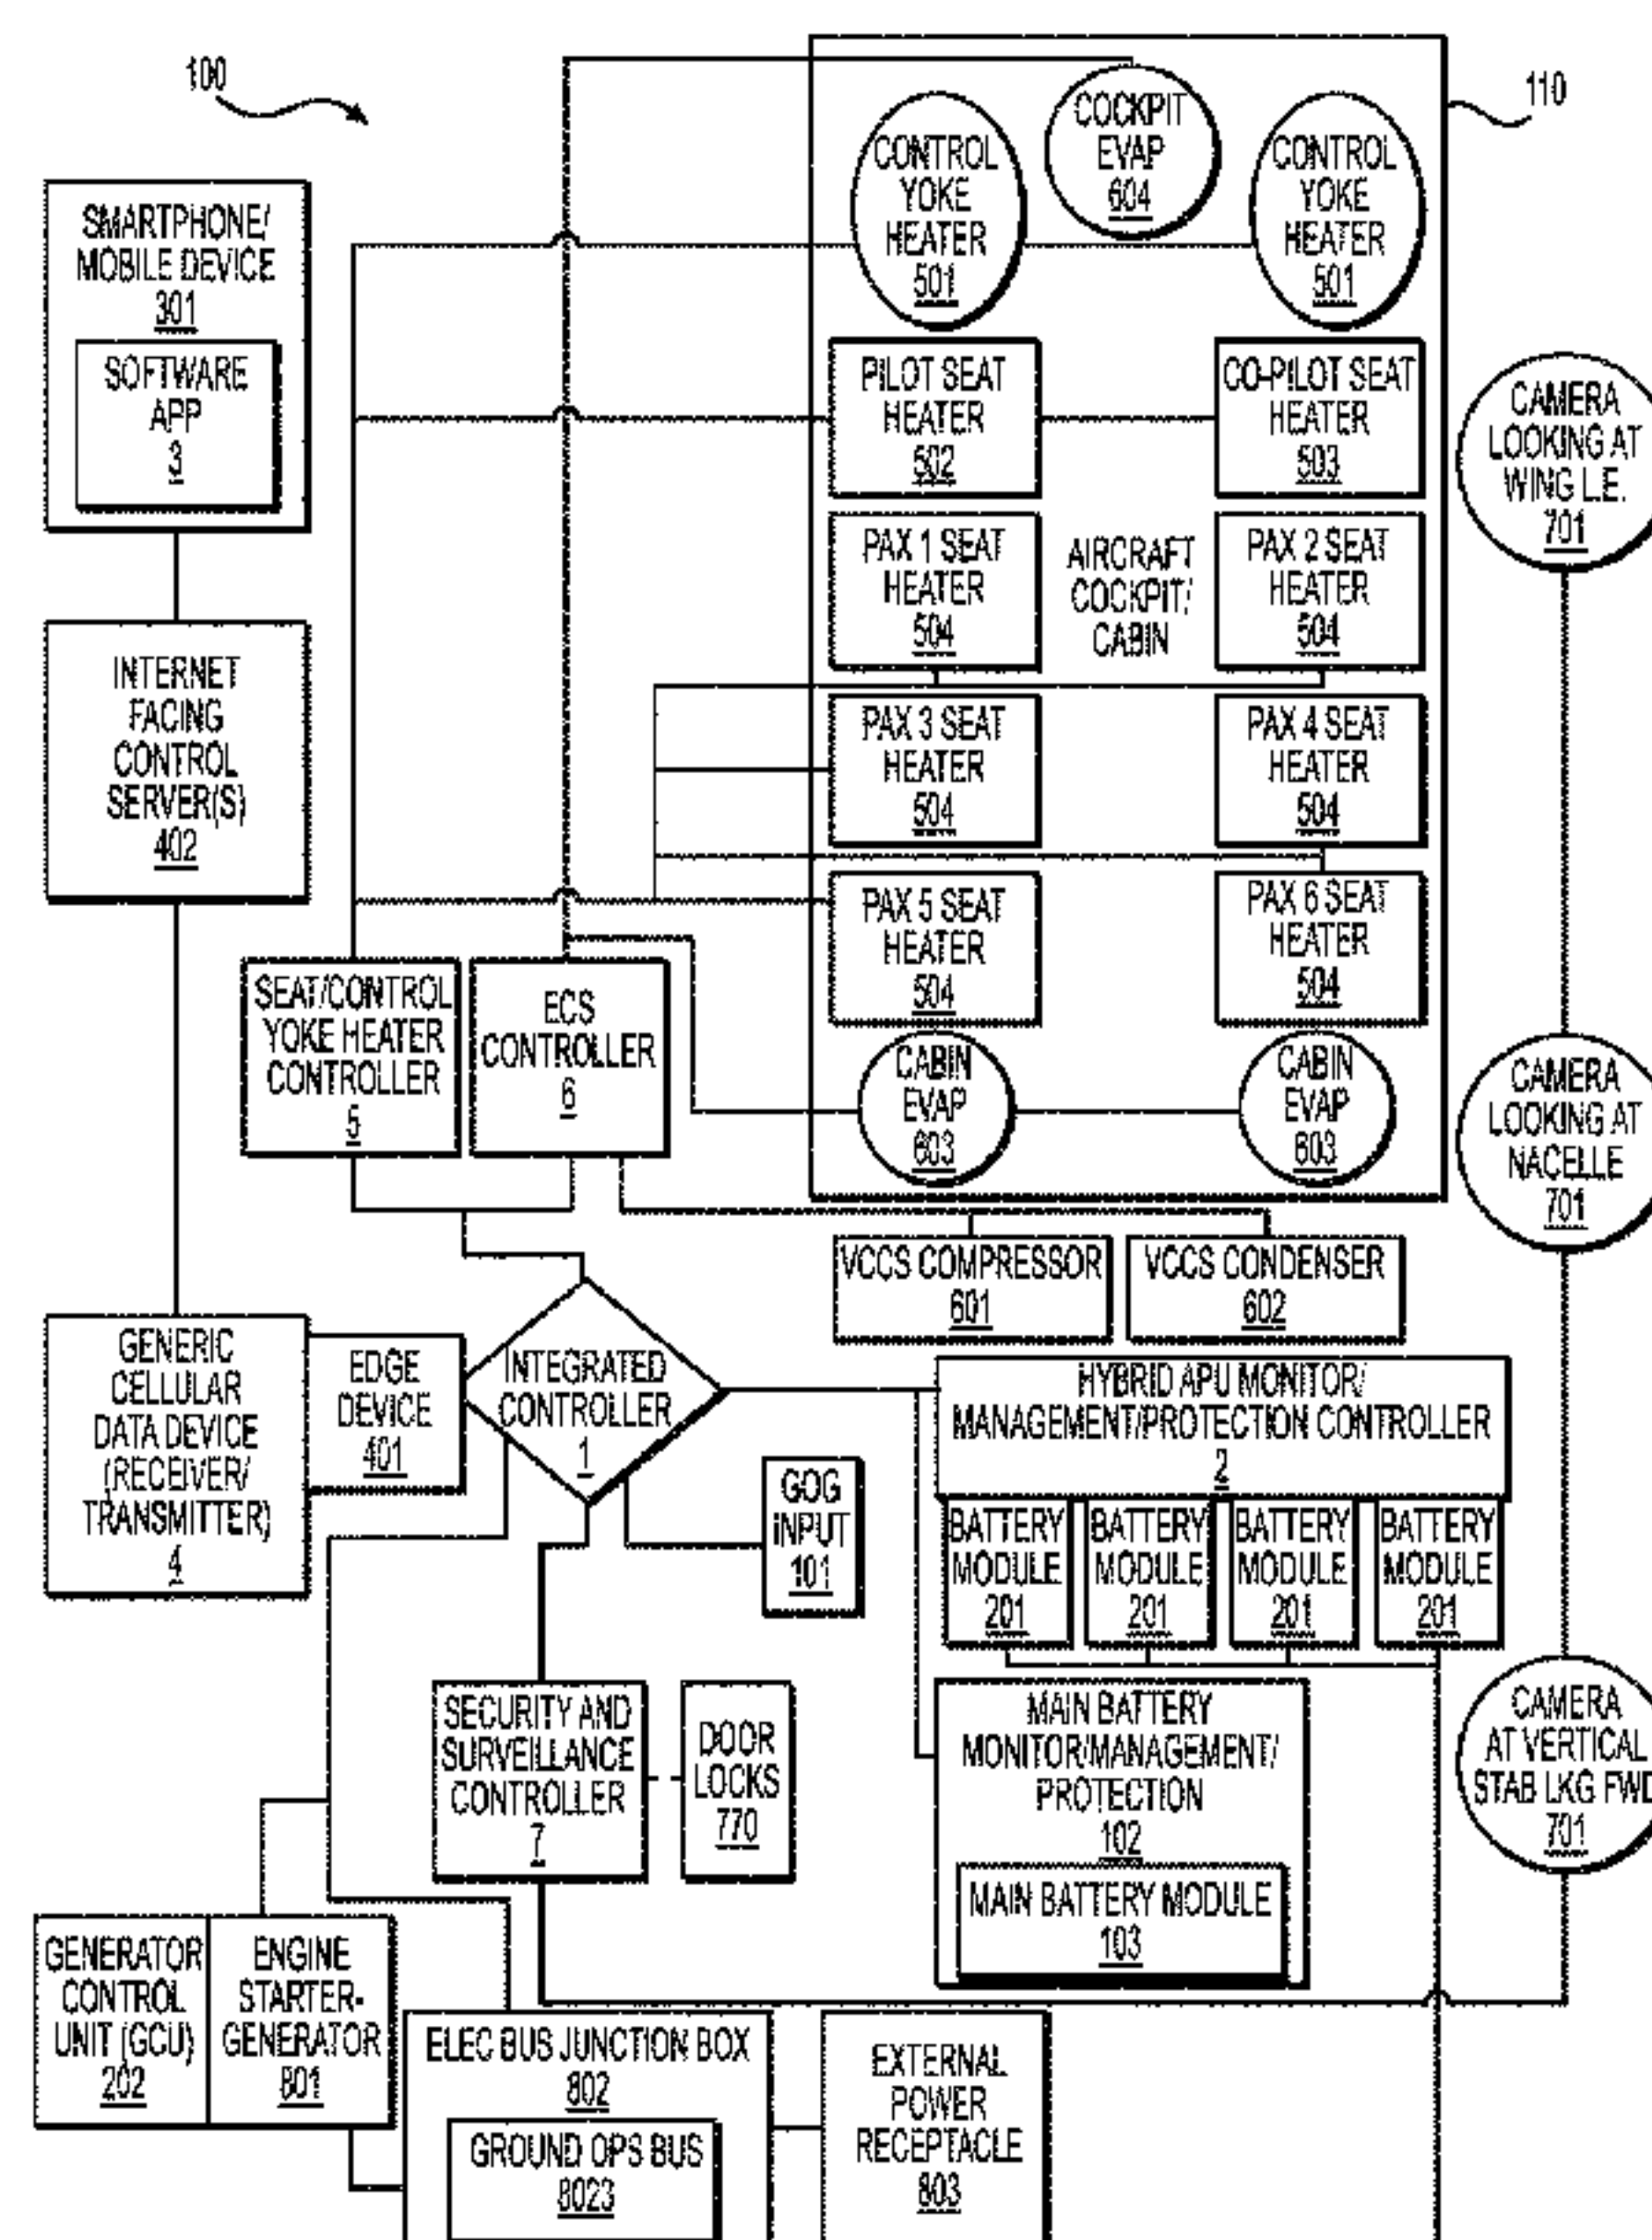 100
110
SMARTPHONE/
MOBILE DEVICE
301
SOFTWARE
APP
3
INTERNET
FACING
CONTROL
SERVER(S)
402
COCKPIT
EVAP
604
CONTROL
YOKE
HEATER
501
CONTROL
YOKE
HEATER
501
PILOT SEAT
HEATER
502
CO-PILOT SEAT
HEATER
503
PAX 1 SEAT
HEATER
504
AIRCRAFT
COCKPIT/
CABIN
PAX 2 SEAT
HEATER
504
PAX 3 SEAT
HEATER
504
PAX 4 SEAT
HEATER
504
PAX 5 SEAT
HEATER
504
PAX 6 SEAT
HEATER
504
CABIN
EVAP
603
CABIN
EVAP
603
CAMERA
LOOKING AT
WING L.E.
701
CAMERA
LOOKING AT
NACELLE
701
CAMERA
AT VERTICAL
STAB LKG FWD
701
SEAT/CONTROL
YOKE HEATER
CONTROLLER
5
ECS
CONTROLLER
6
VCCS COMPRESSOR
601
VCCS CONDENSER
602
GENERIC
CELLULAR
DATA DEVICE
(RECEIVER/
TRANSMITTER)
4
EDGE
DEVICE
401
INTEGRATED
CONTROLLER
1
GOG
INPUT
101
HYBRID APU MONITOR/
MANAGEMENT/PROTECTION CONTROLLER
2
BATTERY
MODULE
201
BATTERY
MODULE
201
BATTERY
MODULE
201
BATTERY
MODULE
201
SECURITY AND
SURVEILLANCE
CONTROLLER
7
DOOR
LOCKS
770
MAIN BATTERY
MONITOR/MANAGEMENT/
PROTECTION
102
MAIN BATTERY MODULE
103
GENERATOR
CONTROL
UNIT (GCU)
202
ENGINE
STARTER-
GENERATOR
801
ELEC BUS JUNCTION BOX
802
GROUND OPS BUS
8023
EXTERNAL
POWER
RECEPTACLE
803